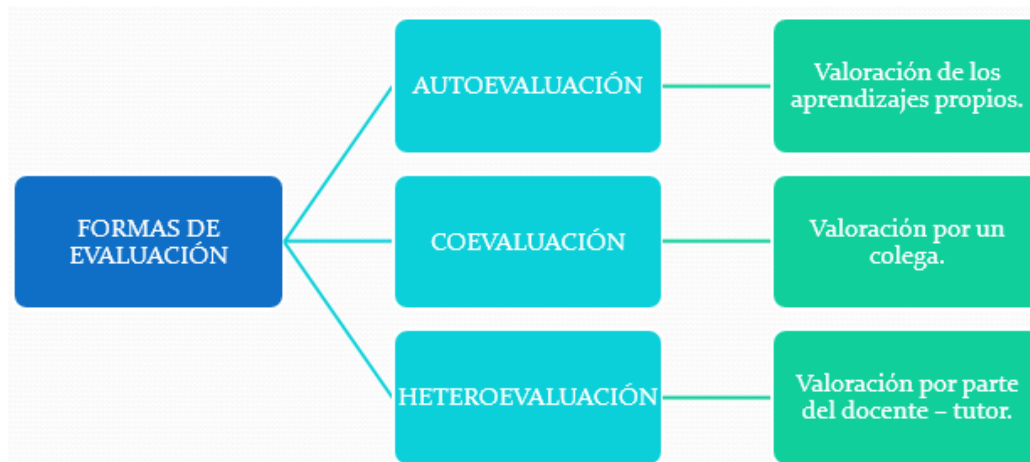 FORMAS DE
EVALUACIÓN
AUTOEVALUACIÓN
Valoración de los
aprendizajes propios.
COEVALUACIÓN
Valoración por un
colega.
HETEROEVALUACIÓN
Valoración por parte
del docente – tutor.